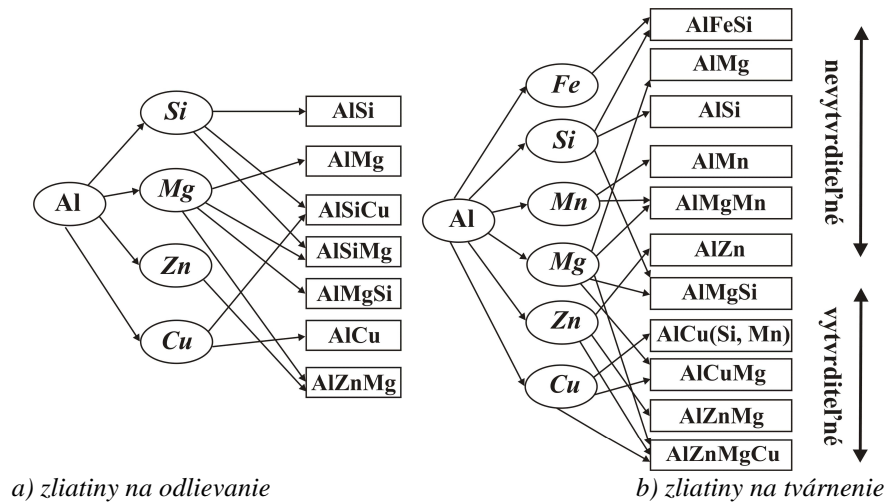 Al
Si
Mg
Zn
Cu
AlSi
AlMg
AlSiCu
AlSiMg
AlMgSi
AlCu
AlZnMg
a) zliatiny na odlievanie
Al
Fe
Si
Mn
Mg
Zn
Cu
AlFeSi
AlMg
AlSi
AlMn
AlMgMn
AlZn
AlMgSi
AlCu(Si, Mn)
AlCuMg
AlZnMg
AlZnMgCu
nevytvrditeľné
vytvrditeľné
b) zliatiny na tvárnenie